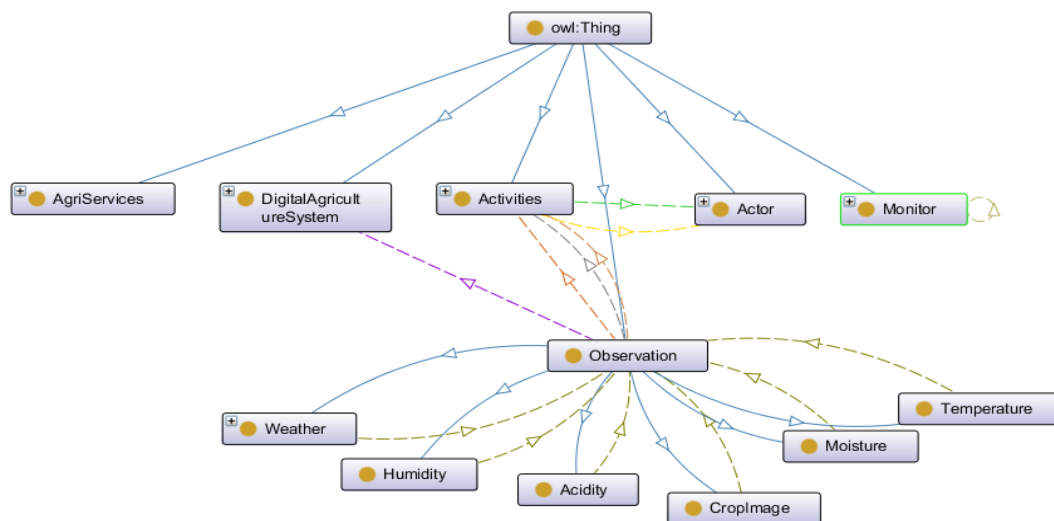 owl:Thing
AgriServices
DigitalAgricult
ureSystem
Activities
Actor
Monitor
Observation
Temperature
Weather
Moisture
Humidity
Acidity
CropImage